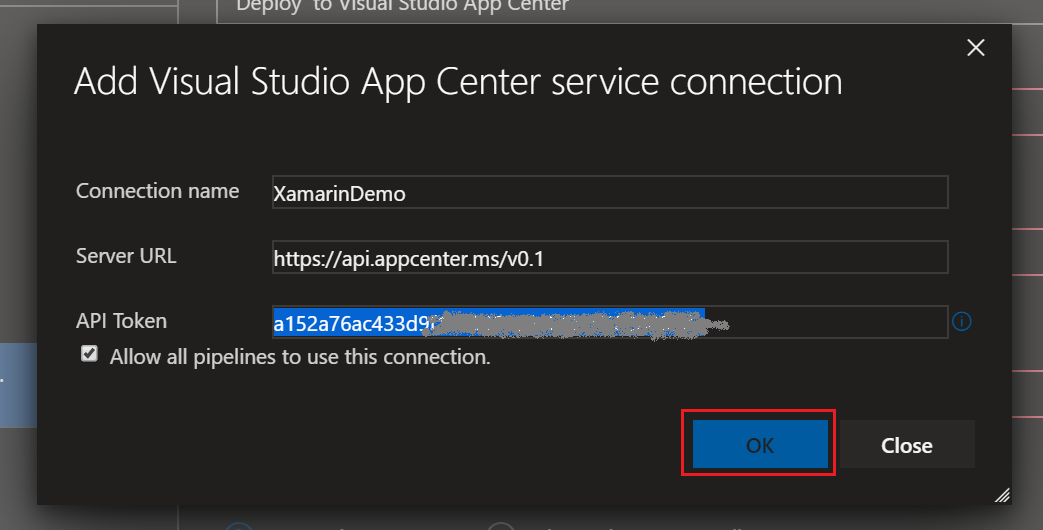 Deploy to Visual Studio App Center
Add Visual Studio App Center service connection
Connection name XamarinDemo
Server URL https://api.appcenter.ms/v0.1
API Token a152a76ac433d9
Allow all pipelines to use this connection.
OK Close